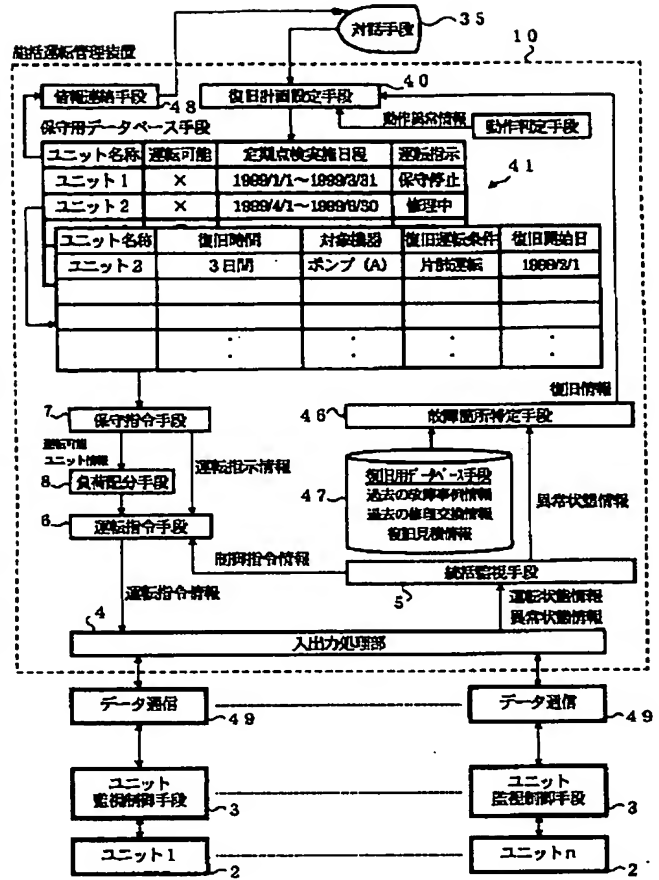 35
対話手段
統括運転管理装置
10
情報連絡手段
48
復旧計画設定手段
40
動作異常情報
動作判定手段
保守用データベース手段
41
ユニット名称 運転可能 定期点検実施日程 運転指示
ユニット1 × 1999/1/1〜1999/3/31 保守停止
ユニット2 × 1999/4/1〜1999/6/30 修理中
ユニット名称 復旧時間 対象機器 復旧運転条件 復旧開始日
ユニット2 3日間 ポンプ (A) 片肺運転 1999/2/1
復旧情報
7
保守指令手段
46
故障箇所特定手段
運転可能
ユニット情報
運転指示情報
8
負荷配分手段
47
復旧用データベース手段
過去の故障事例情報
過去の修理交換情報
復旧見積情報
異常状態情報
6
運転指令手段
制御指令情報
統括監視手段
5
運転指令情報
運転状態情報
異常状態情報
4
入出力処理部
データ通信
49
データ通信
49
ユニット
監視制御手段
3
ユニット
監視制御手段
3
ユニット1
2
ユニットn
2